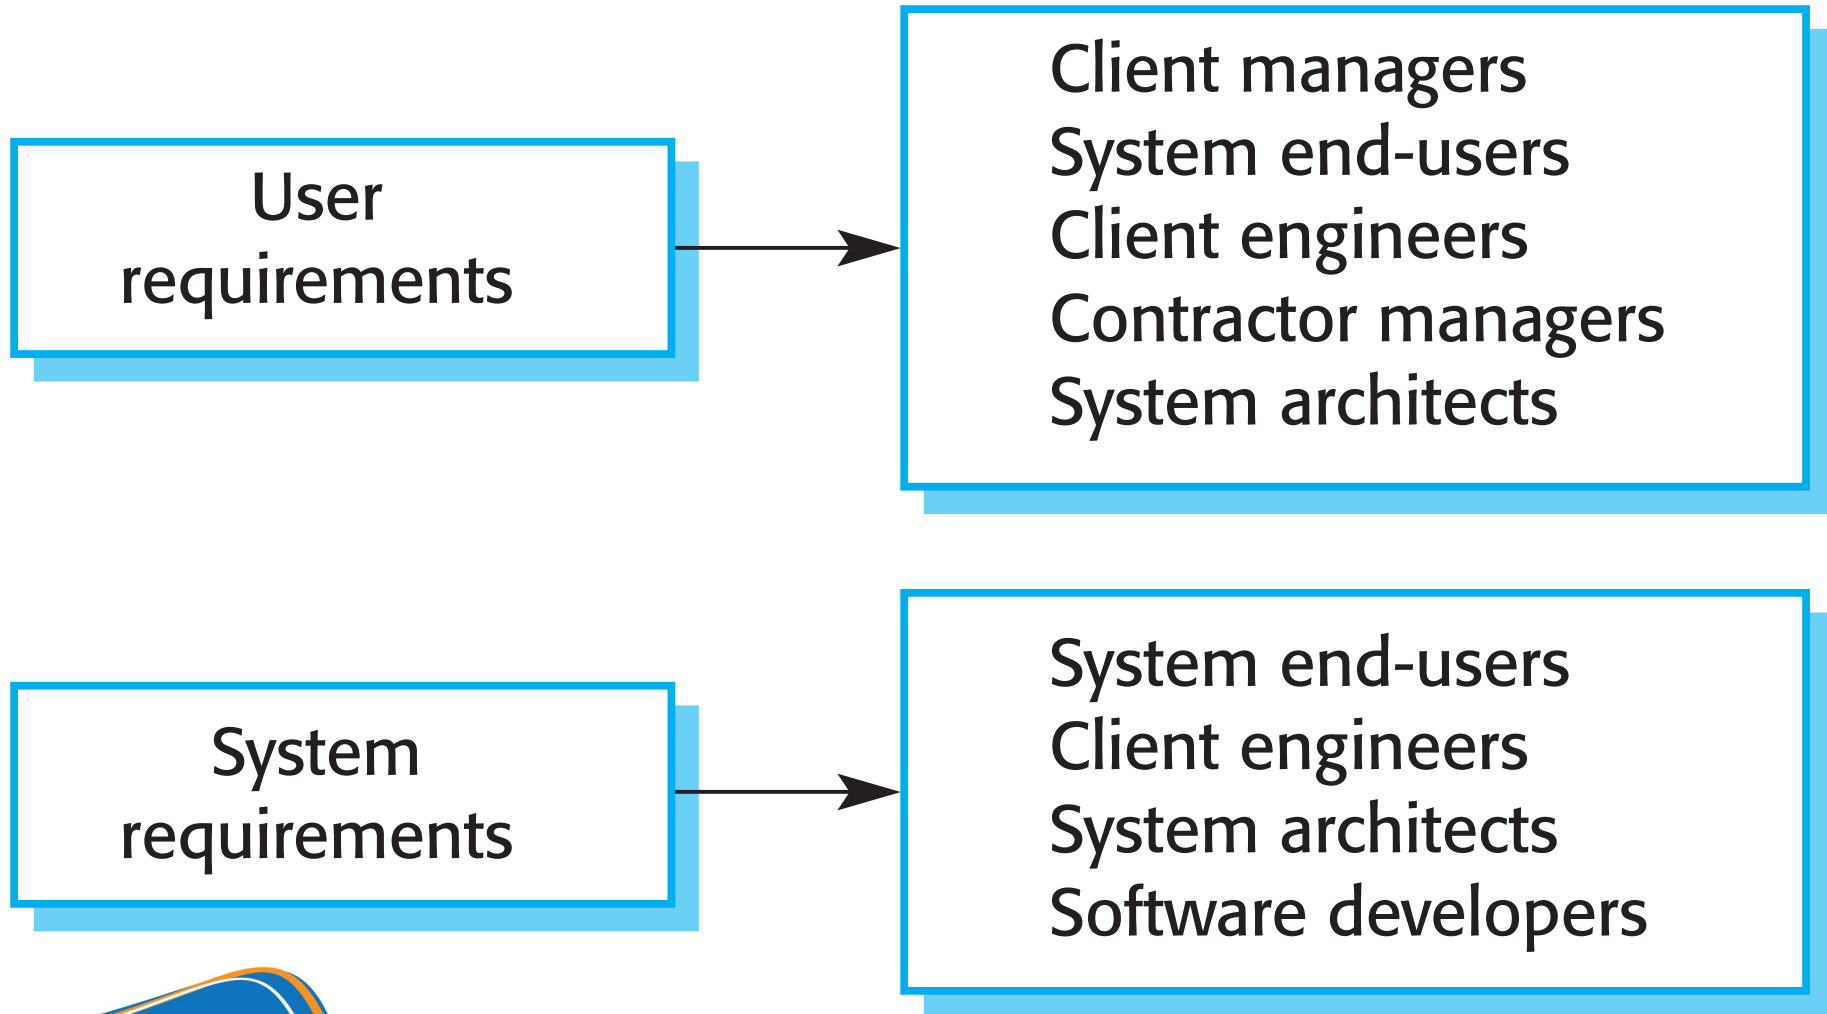 User
requirements
Client managers
System end-users
Client engineers
Contractor managers
System architects
System
requirements
System end-users
Client engineers
System architects
Software developers